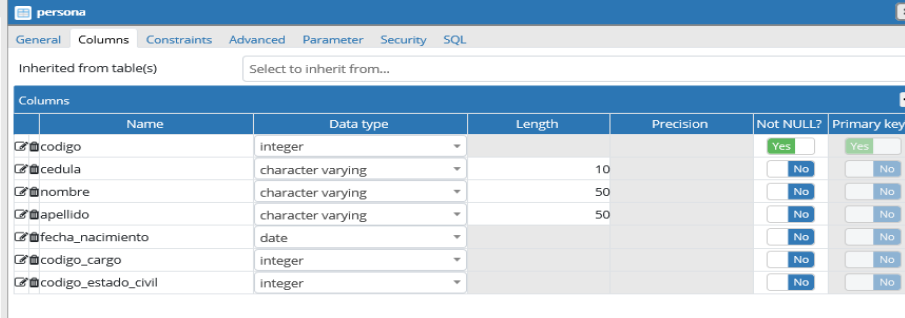 persona
General Columns Constraints Advanced Parameter Security SQL
Inherited from table(s) Select to inherit from...
Columns
Name Data type Length Precision Not NULL? Primary key
codigo integer Yes Yes
cedula character varying 10 No No
nombre character varying 50 No No
apellido character varying 50 No No
fecha_nacimiento date No No
codigo_cargo integer No No
codigo_estado_civil integer No No